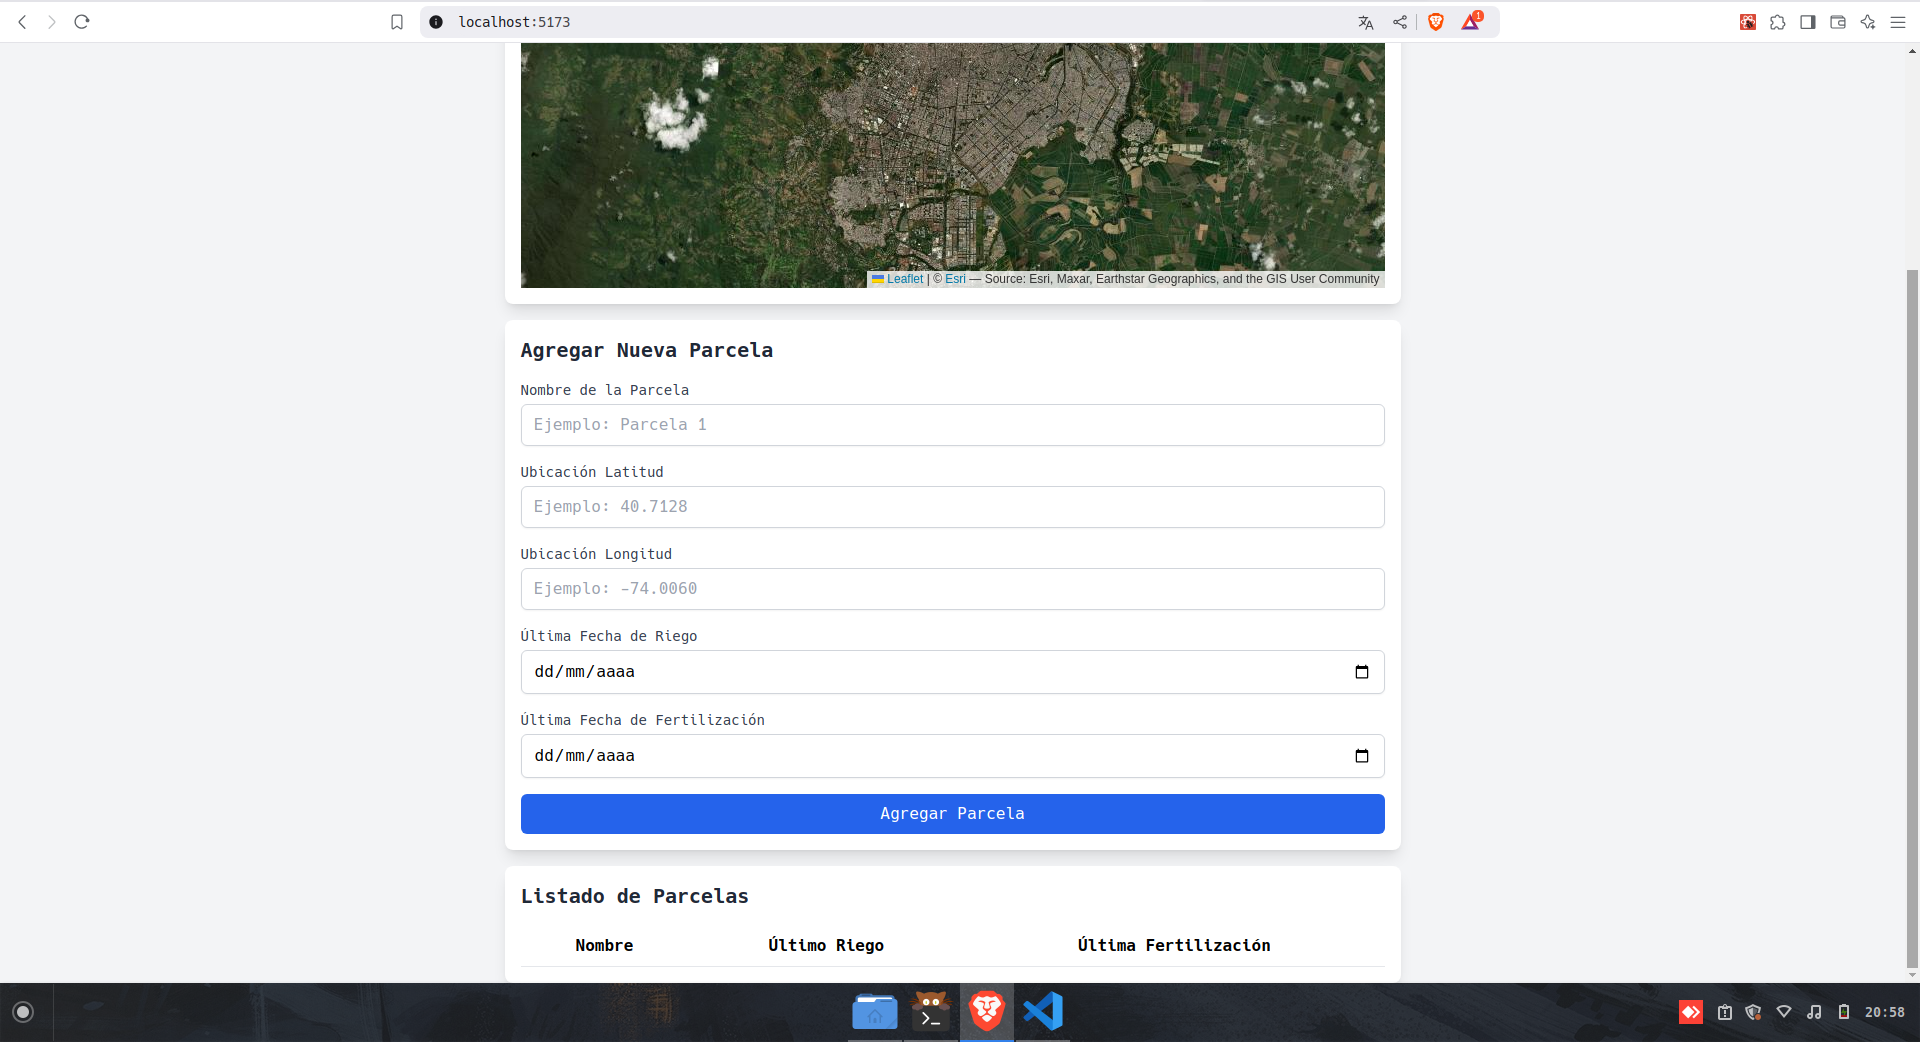 localhost:5173
1
Leaflet | © Esri — Source: Esri, Maxar, Earthstar Geographics, and the GIS User Community
Agregar Nueva Parcela
Nombre de la Parcela
Ejemplo: Parcela 1
Ubicación Latitud
Ejemplo: 40.7128
Ubicación Longitud
Ejemplo: -74.0060
Última Fecha de Riego
dd/mm/aaaa
Última Fecha de Fertilización
dd/mm/aaaa
Agregar Parcela
Listado de Parcelas
Nombre Último Riego Última Fertilización
20:58